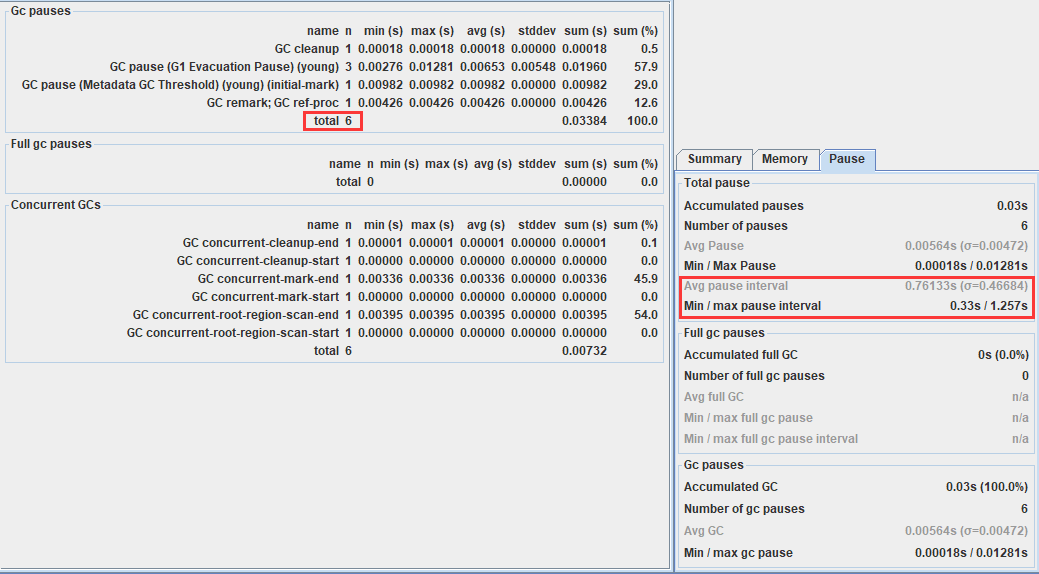 Gc pauses
name n min (s) max (s) avg (s) stddev sum (s) sum (%)
GC cleanup 1 0.00018 0.00018 0.00018 0.00000 0.00018 0.5
GC pause (G1 Evacuation Pause) (young) 3 0.00276 0.01281 0.00653 0.00548 0.01960 57.9
GC pause (Metadata GC Threshold) (young) (initial-mark) 1 0.00982 0.00982 0.00982 0.00000 0.00982 29.0
GC remark; GC ref-proc 1 0.00426 0.00426 0.00426 0.00000 0.00426 12.6
total 6 0.03384 100.0
Full gc pauses
name n min (s) max (s) avg (s) stddev sum (s) sum (%)
total 0 0.00000 0.0
Concurrent GCs
name n min (s) max (s) avg (s) stddev sum (s) sum (%)
GC concurrent-cleanup-end 1 0.00001 0.00001 0.00001 0.00000 0.00001 0.1
GC concurrent-cleanup-start 1 0.00000 0.00000 0.00000 0.00000 0.00000 0.0
GC concurrent-mark-end 1 0.00336 0.00336 0.00336 0.00000 0.00336 45.9
GC concurrent-mark-start 1 0.00000 0.00000 0.00000 0.00000 0.00000 0.0
GC concurrent-root-region-scan-end 1 0.00395 0.00395 0.00395 0.00000 0.00395 54.0
GC concurrent-root-region-scan-start 1 0.00000 0.00000 0.00000 0.00000 0.00000 0.0
total 6 0.00732
Summary Memory Pause
Total pause
Accumulated pauses 0.03s
Number of pauses 6
Avg Pause 0.00564s (σ=0.00472)
Min / Max Pause 0.00018s / 0.01281s
Avg pause interval 0.76133s (σ=0.46684)
Min / max pause interval 0.33s / 1.257s
Full gc pauses
Accumulated full GC 0s (0.0%)
Number of full gc pauses 0
Avg full GC n/a
Min / max full gc pause n/a
Min / max full gc pause interval n/a
Gc pauses
Accumulated GC 0.03s (100.0%)
Number of gc pauses 6
Avg GC 0.00564s (σ=0.00472)
Min / max gc pause 0.00018s / 0.01281s